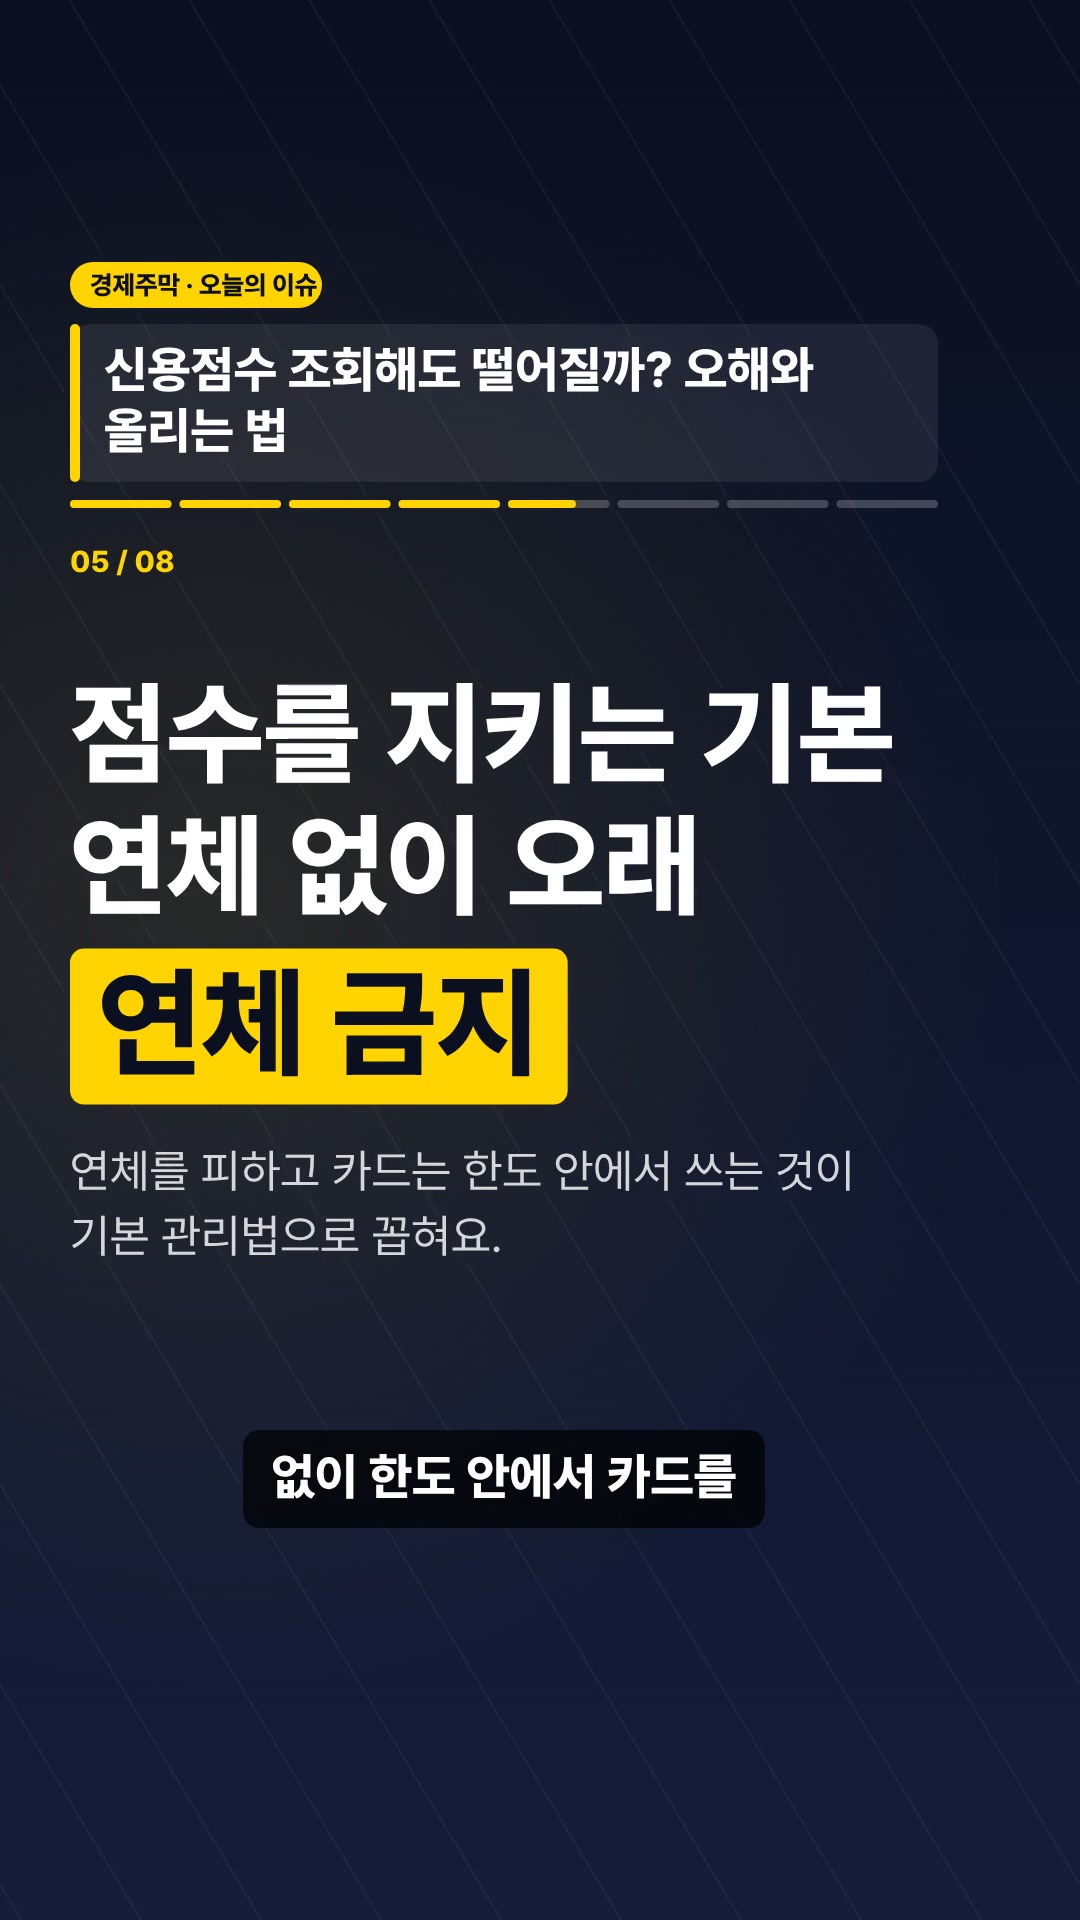 경제주막 · 오늘의 이슈
신용점수 조회해도 떨어질까? 오해와
올리는 법
05 / 08
점수를 지키는 기본
연체 없이 오래
연체 금지
연체를 피하고 카드는 한도 안에서 쓰는 것이
기본 관리법으로 꼽혀요.
없이 한도 안에서 카드를